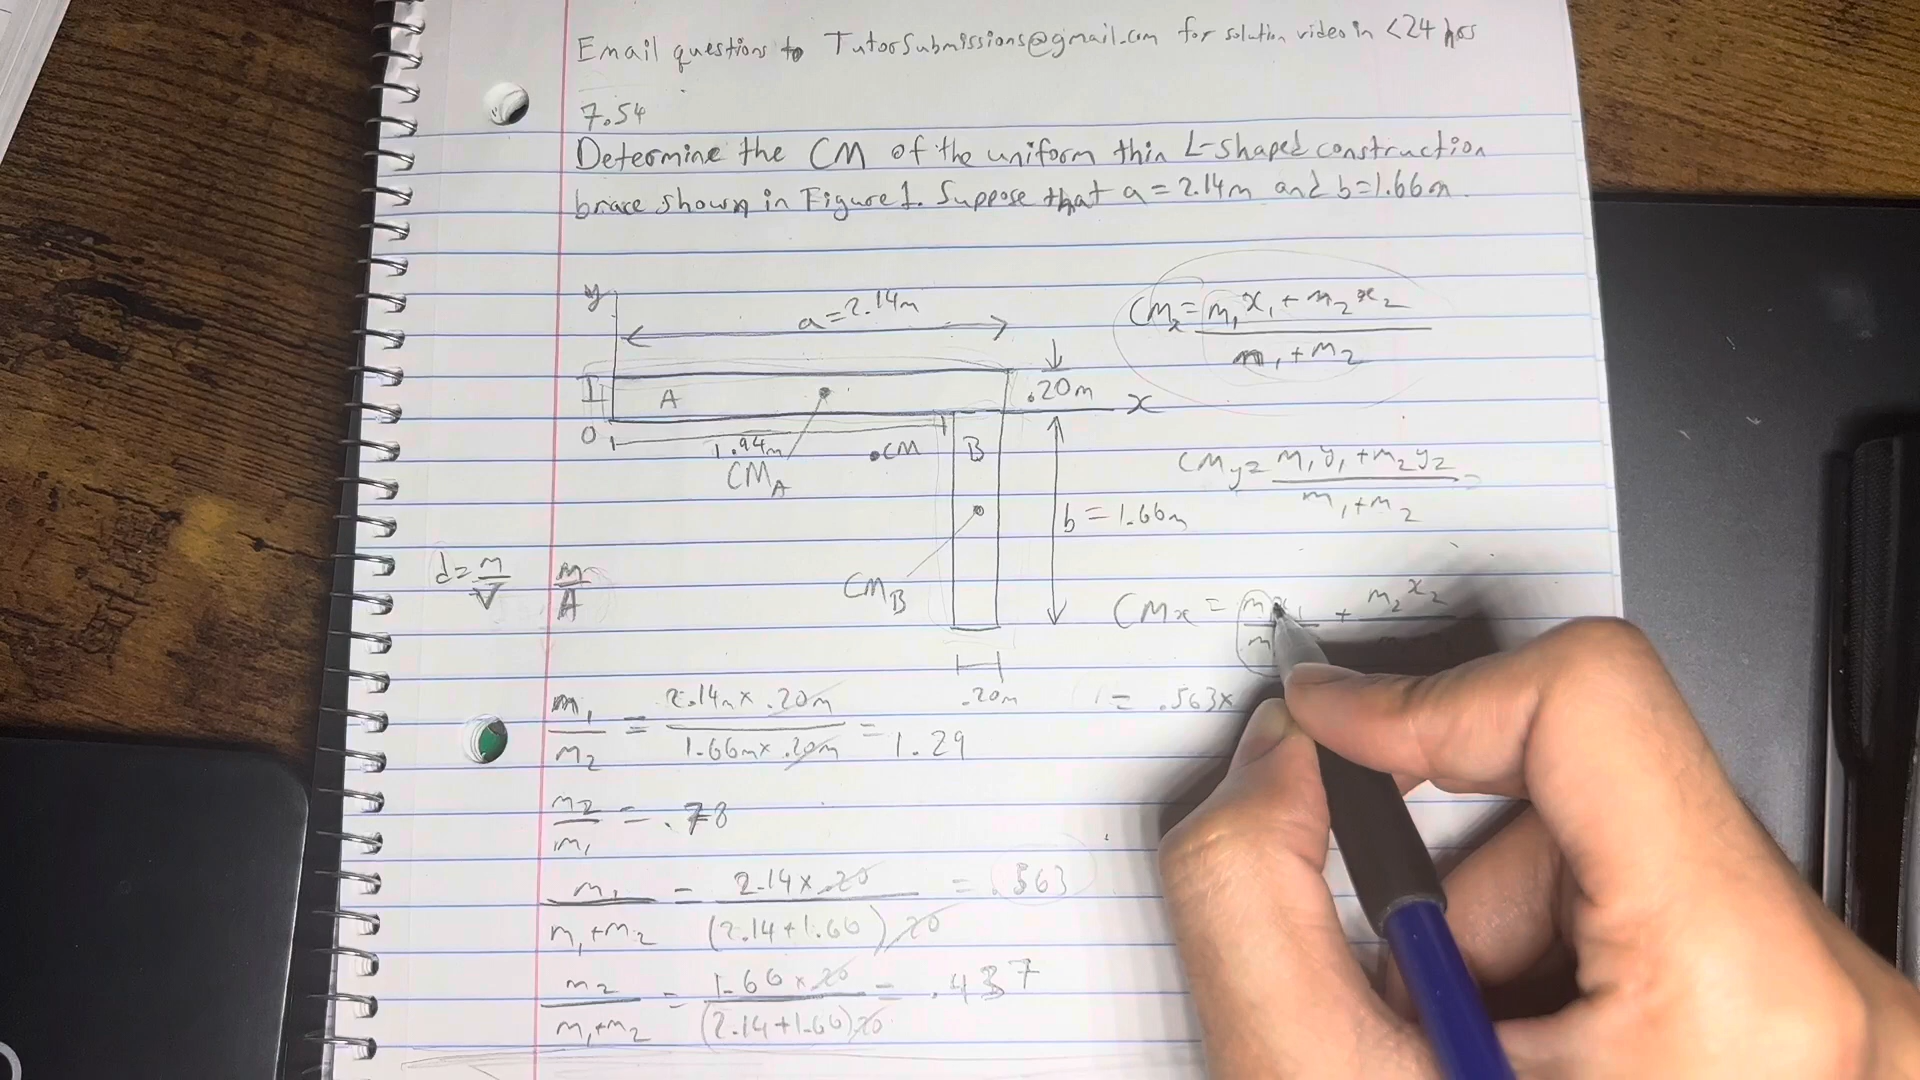 Email questions to TutorSubmissions@gmail.com for solution video in <24 hrs
7.54
Determine the CM of the uniform thin L-shaped construction
brace shown in Figure 1. Suppose that a = 2.14m and b = 1.66m.
y
a = 2.14m
CMx = m1x1 + m2x2
m1 + m2
A
.20m
x
0
1.94m
.CM
B
CMA
CMy = m1y1 + m2y2 =
m1 + m2
b = 1.66m
d = m
V
m
A
CMB
CMx = m x1 + m2x2
m
.20m
m1 = 2.14m x .20m = 1.29
m2 1.66m x .20m
= .563x
m2 = .78
m1
m1 = 2.14 x .20 = .563
m1 + m2 (2.14 + 1.66) .20
m2 = 1.66 x .20 = .437
m1 + m2 (2.14 + 1.66) .20